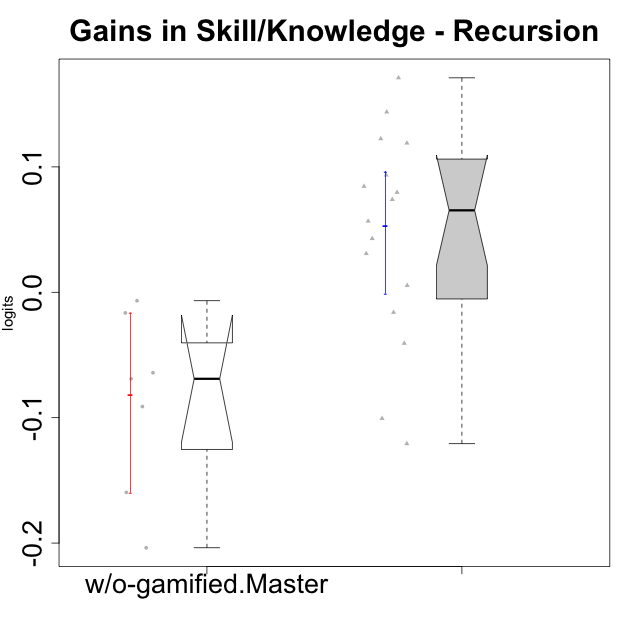 Gains in Skill/Knowledge - Recursion
logits
0.1
0.0
-0.1
-0.2
w/o-gamified.Master